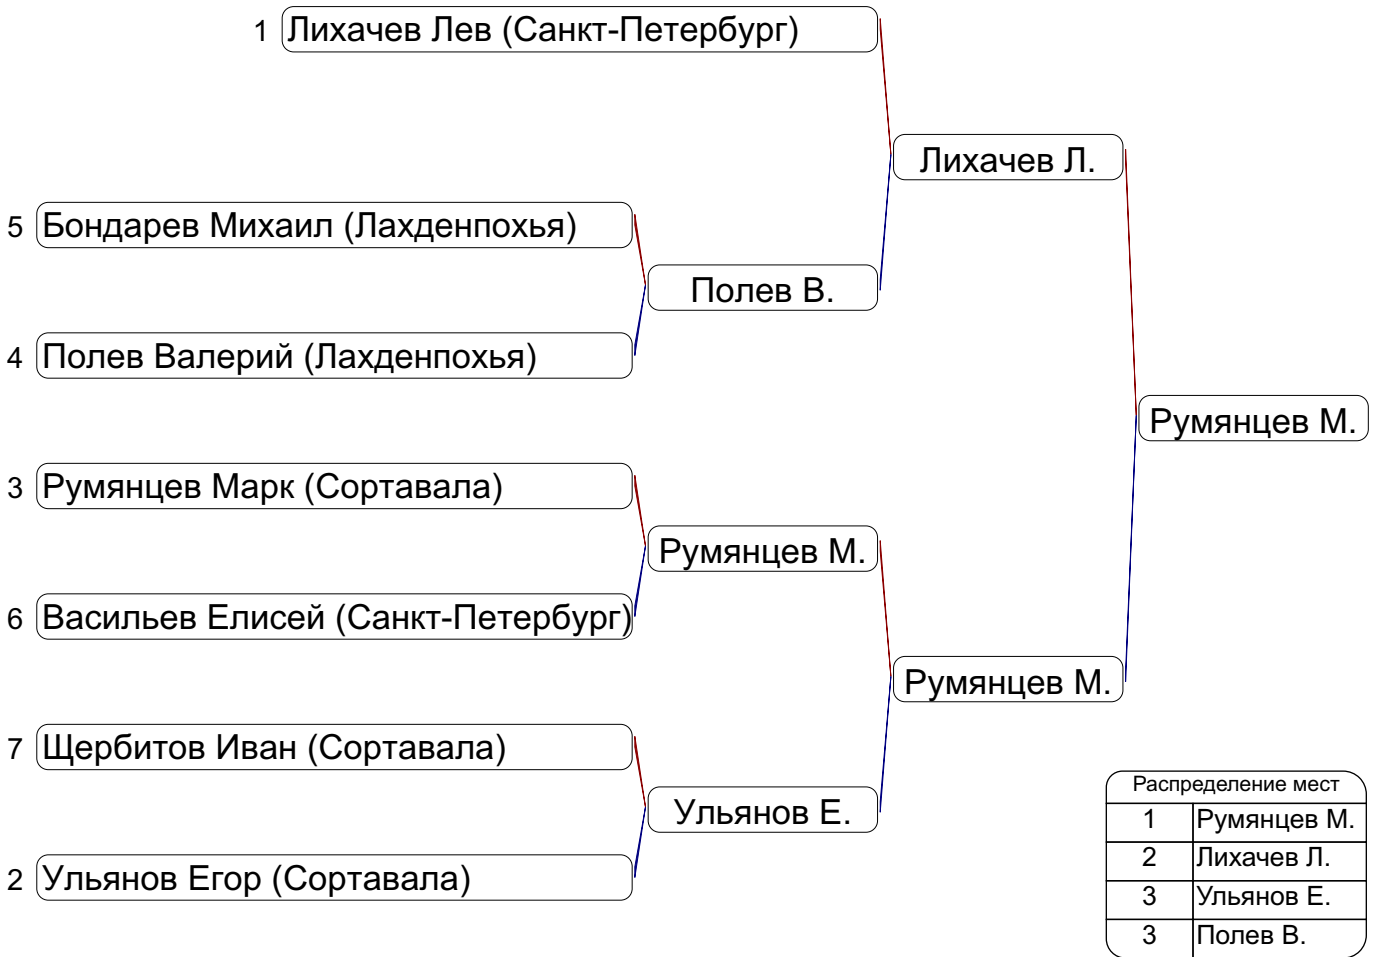 1 Лихачев Лев (Санкт-Петербург)
Лихачев Л.
5 Бондарев Михаил (Лахденпохья)
Полев В.
4 Полев Валерий (Лахденпохья)
Румянцев М.
3 Румянцев Марк (Сортавала)
Румянцев М.
6 Васильев Елисей (Санкт-Петербург)
Румянцев М.
7 Щербитов Иван (Сортавала)
Ульянов Е.
2 Ульянов Егор (Сортавала)
Распределение мест
1 Румянцев М.
2 Лихачев Л.
3 Ульянов Е.
3 Полев В.